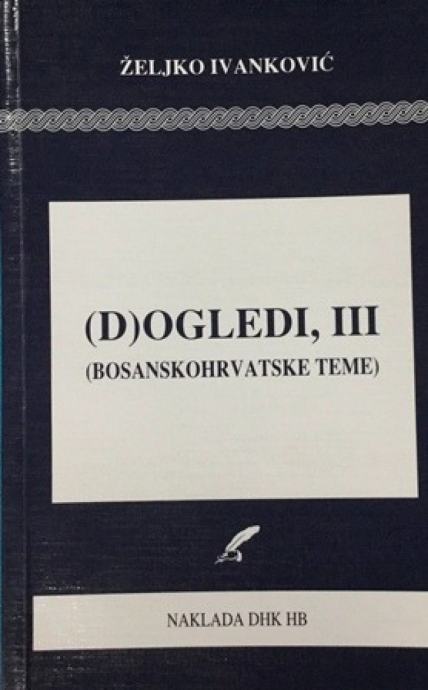 ŽELJKO IVANKOVIĆ
(D)OGLEDI, III
(BOSANSKOHRVATSKE TEME)
NAKLADA DHK HB